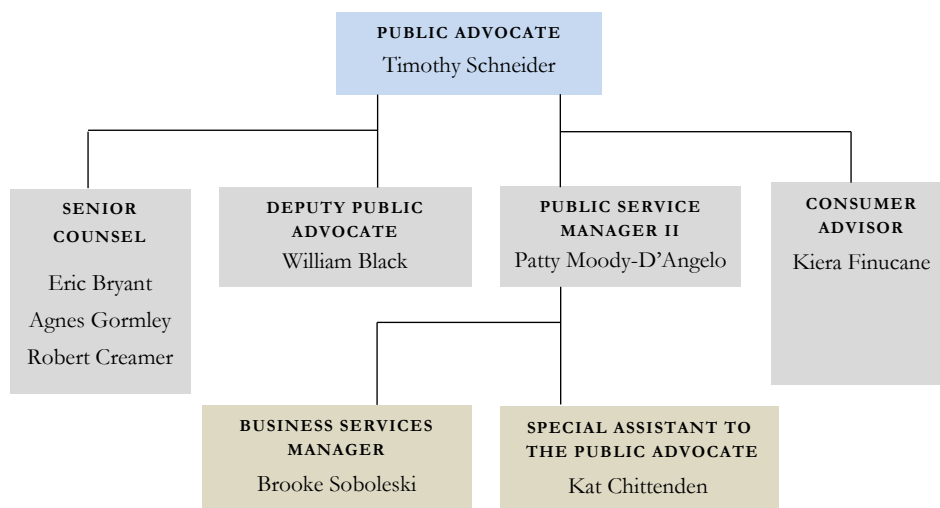 PUBLIC ADVOCATE
Timothy Schneider
SENIOR
COUNSEL
Eric Bryant
Agnes Gormley
Robert Creamer
DEPUTY PUBLIC
ADVOCATE
William Black
PUBLIC SERVICE
MANAGER II
Patty Moody-D’Angelo
CONSUMER
ADVISOR
Kiera Finucane
BUSINESS SERVICES
MANAGER
Brooke Soboleski
SPECIAL ASSISTANT TO
THE PUBLIC ADVOCATE
Kat Chittenden